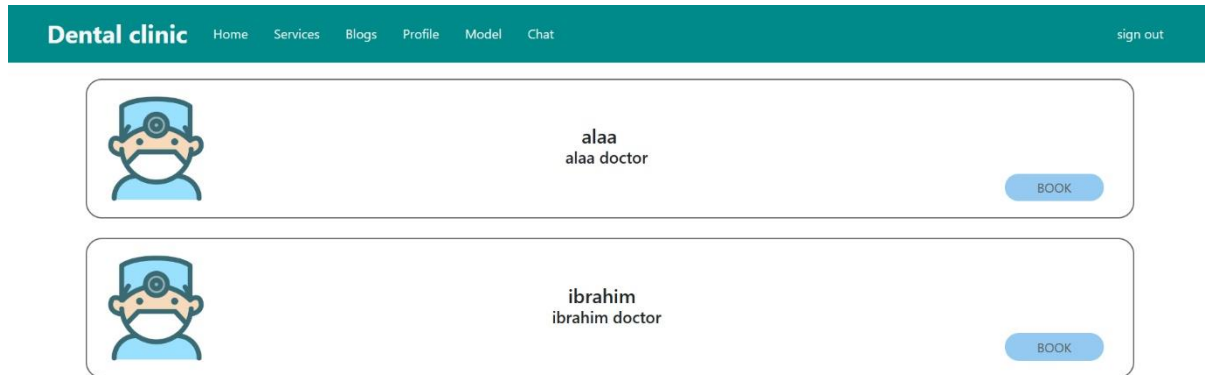 Dental clinic Home Services Blogs Profile Model Chat sign out
alaa
alaa doctor
BOOK
ibrahim
ibrahim doctor
BOOK